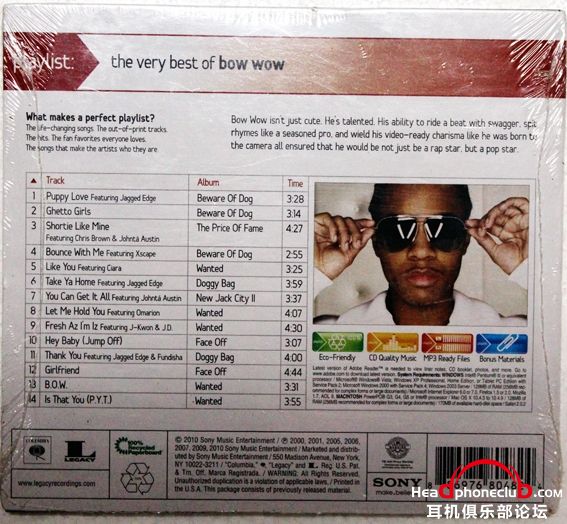 playlist: the very best of bow wow
What makes a perfect playlist?
The life-changing songs. The out-of-print tracks.
The hits. The fan favorites everyone loves.
The songs that make the artists who they are.
Bow Wow isn't just cute. He's talented. His ability to ride a beat with swagger, spit
rhymes like a seasoned pro, and wield his video-ready charisma like he was born to
the camera all ensured that he would be not just a rap star, but a pop star.
Track Album Time
1 Puppy Love Featuring Jagged Edge Beware Of Dog 3:28
2 Ghetto Girls Beware Of Dog 3:14
3 Shortie Like Mine The Price Of Fame 4:27
Featuring Chris Brown & Johntá Austin
4 Bounce With Me Featuring Xscape Beware Of Dog 2:55
5 Like You Featuring Ciara Wanted 3:25
6 Take Ya Home Featuring Jagged Edge Doggy Bag 3:59
7 You Can Get It All Featuring Johntá Austin New Jack City II 3:37
8 Let Me Hold You Featuring Omarion Wanted 4:07
9 Fresh Az I'm Iz Featuring J-Kwon & J.D. Wanted 4:30
10 Hey Baby (Jump Off) Face Off 3:07
11 Thank You Featuring Jagged Edge & Fundisha Doggy Bag 4:00
12 Girlfriend Face Off 4:44
13 B.O.W. Wanted 3:31
14 Is That You (P.Y.T.) Wanted 3:55
Eco-Friendly CD Quality Music MP3 Ready Files Bonus Materials
COLUMBIA
LEGACY
100% Recycled Paperboard
www.legacyrecordings.com
© 2010 Sony Music Entertainment / ℗ 2000, 2001, 2005, 2006,
2007, 2009, 2010 Sony Music Entertainment / Manufactured and
distributed by Sony Music Entertainment / 550 Madison Avenue, New York,
NY 10022-3211 / "Columbia," "Legacy" and L Reg. U.S. Pat.
& Tm. Off. Marca Registrada. / WARNING: All Rights Reserved.
Unauthorized duplication is a violation of applicable laws. / Printed in
the U.S.A. This package consists of previously released material.
SONY
make.believe
Headphoneclub.com
耳机俱乐部论坛